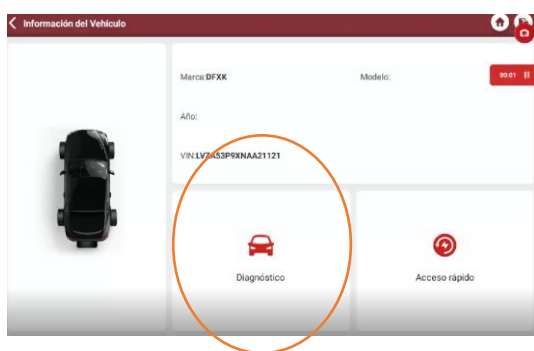 Información del Vehículo
Marca:DFXK
Modelo:
00:01
Año:
VIN:LVZA53P9XNAA21121
Diagnóstico
Acceso rápido